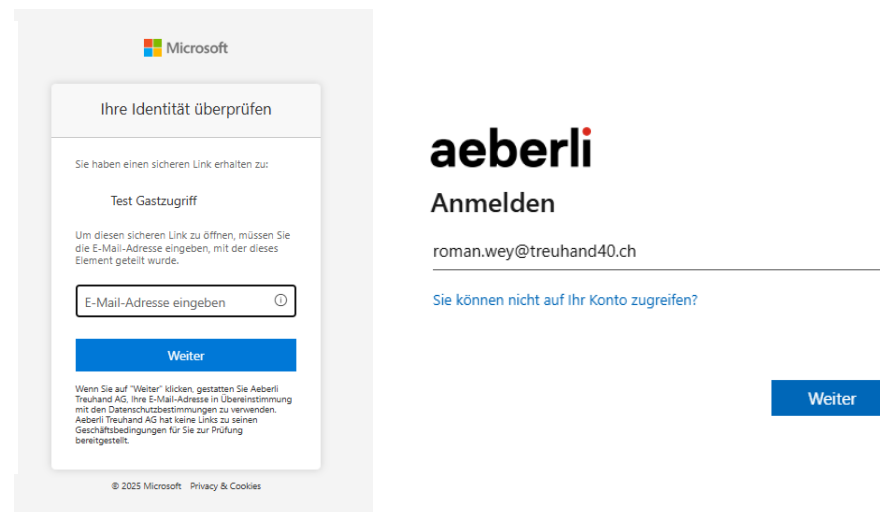 Microsoft
Ihre Identität überprüfen
Sie haben einen sicheren Link erhalten zu:
Test Gastzugriff
Um diesen sicheren Link zu öffnen, müssen Sie
die E-Mail-Adresse eingeben, mit der dieses
Element geteilt wurde.
E-Mail-Adresse eingeben
Weiter
Wenn Sie auf "Weiter" klicken, gestatten Sie Aeberli
Treuhand AG, Ihre E-Mail-Adresse in Übereinstimmung
mit den Datenschutzbestimmungen zu verwenden.
Aeberli Treuhand AG hat keine Links zu seinen
Geschäftsbedingungen für Sie zur Prüfung
bereitgestellt.
© 2025 Microsoft Privacy & Cookies
aeberli
Anmelden
roman.wey@treuhand40.ch
Sie können nicht auf Ihr Konto zugreifen?
Weiter